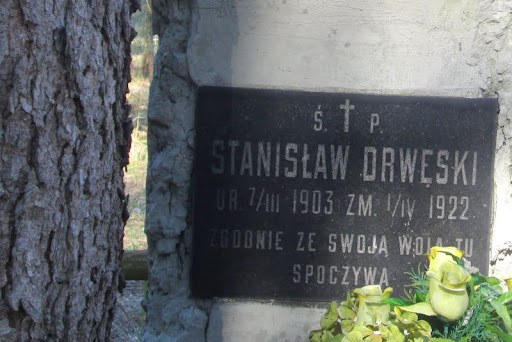 Ś. † P.
STANISŁAW DRWĘSKI
UR. 7/III 1903 ZM. 1/IV 1922
ZGODNIE ZE SWOJĄ WOLĄ TU
SPOCZYWA